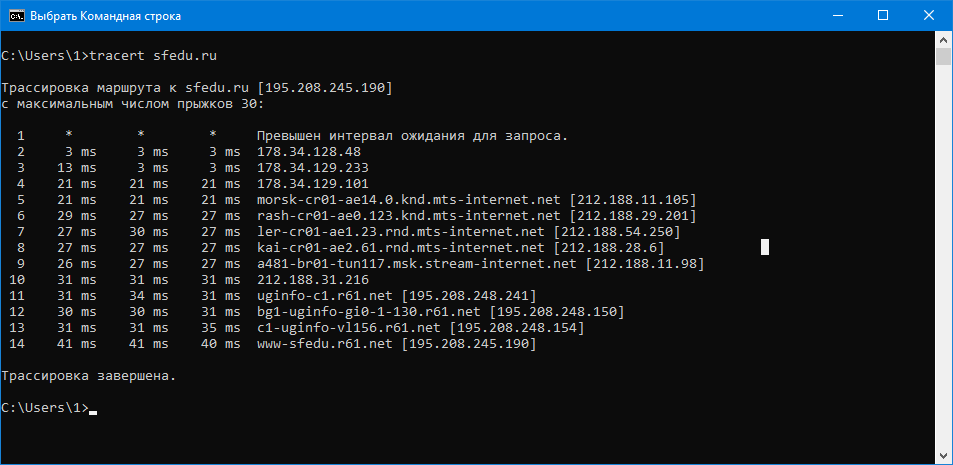 Выбрать Командная строка
C:\Users\1>tracert sfedu.ru
Трассировка маршрута к sfedu.ru [195.208.245.190]
с максимальным числом прыжков 30:
1 * * * Превышен интервал ожидания для запроса.
2 3 ms 3 ms 3 ms 178.34.128.48
3 13 ms 3 ms 3 ms 178.34.129.233
4 21 ms 21 ms 21 ms 178.34.129.101
5 21 ms 21 ms 21 ms morsk-cr01-ae14.0.knd.mts-internet.net [212.188.11.105]
6 29 ms 27 ms 27 ms rash-cr01-ae0.123.knd.mts-internet.net [212.188.29.201]
7 27 ms 30 ms 27 ms ler-cr01-ae1.23.rnd.mts-internet.net [212.188.54.250]
8 27 ms 27 ms 27 ms kai-cr01-ae2.61.rnd.mts-internet.net [212.188.28.6]
9 26 ms 27 ms 27 ms a481-br01-tun117.msk.stream-internet.net [212.188.11.98]
10 31 ms 31 ms 31 ms 212.188.31.216
11 31 ms 34 ms 31 ms uginfo-c1.r61.net [195.208.248.241]
12 30 ms 30 ms 31 ms bg1-uginfo-gi0-1-130.r61.net [195.208.248.150]
13 31 ms 31 ms 35 ms c1-uginfo-vl156.r61.net [195.208.248.154]
14 41 ms 41 ms 40 ms www-sfedu.r61.net [195.208.245.190]
Трассировка завершена.
C:\Users\1>